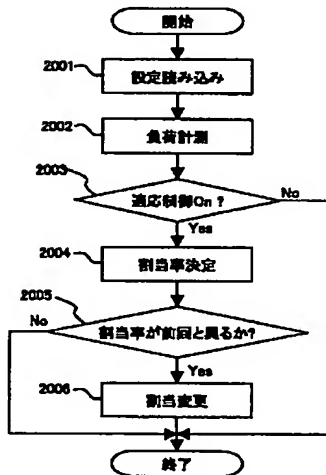 開始
2001
設定読み込み
2002
負荷計測
2003
適応制御On?
No
Yes
2004
割当率決定
2005
No
割当率が前回と異るか?
Yes
2006
割当変更
終了